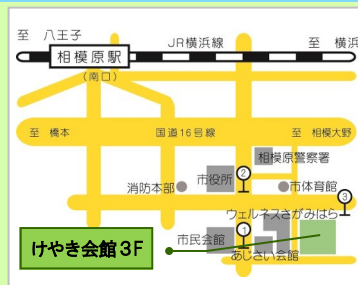 至 八王子
JR横浜線
至 横浜
相模原駅
(南口)
至 橋本
国道16号線
至 相模大野
相模原警察署
市役所
②
消防本部
市体育館
③
ウェルネスさがみはら
けやき会館3F
市民会館
①
あじさい会館